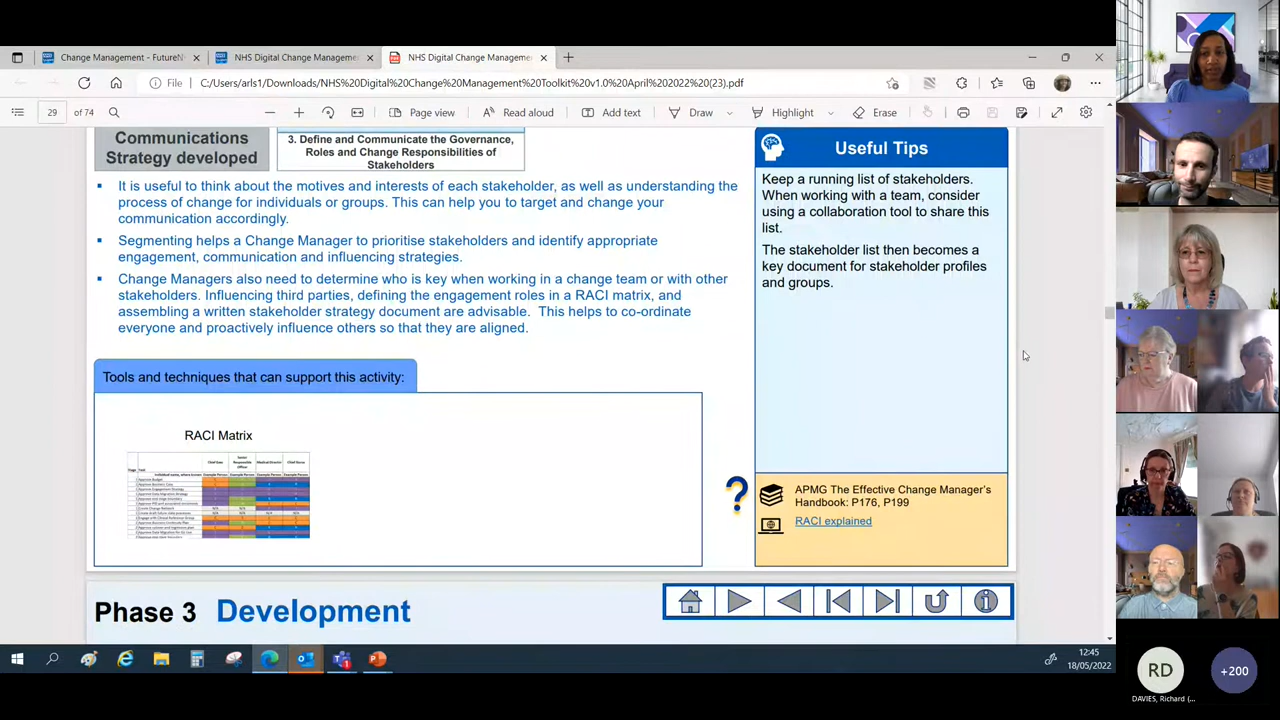 Change Management - FutureN
NHS Digital Change Management
NHS Digital Change Management
File
C:/Users/arls1/Downloads/NHS%20Digital%20Change%20Management%20Toolkit%20v1.0%20April%202022%20(23).pdf
29 of 74
Page view
Read aloud
Add text
Draw
Highlight
Erase
Communications
Strategy developed
3. Define and Communicate the Governance,
Roles and Change Responsibilities of
Stakeholders
▪ It is useful to think about the motives and interests of each stakeholder, as well as understanding the
process of change for individuals or groups. This can help you to target and change your
communication accordingly.
▪ Segmenting helps a Change Manager to prioritise stakeholders and identify appropriate
engagement, communication and influencing strategies.
▪ Change Managers also need to determine who is key when working in a change team or with other
stakeholders. Influencing third parties, defining the engagement roles in a RACI matrix, and
assembling a written stakeholder strategy document are advisable. This helps to co-ordinate
everyone and proactively influence others so that they are aligned.
Useful Tips
Keep a running list of stakeholders.
When working with a team, consider
using a collaboration tool to share this
list.
The stakeholder list then becomes a
key document for stakeholder profiles
and groups.
Tools and techniques that can support this activity:
RACI Matrix
?
APMG The Effective Change Manager's
Handbook: P176, P199
RACI explained
Phase 3 Development
12:45
18/05/2022
RD
DAVIES, Richard (...
+200